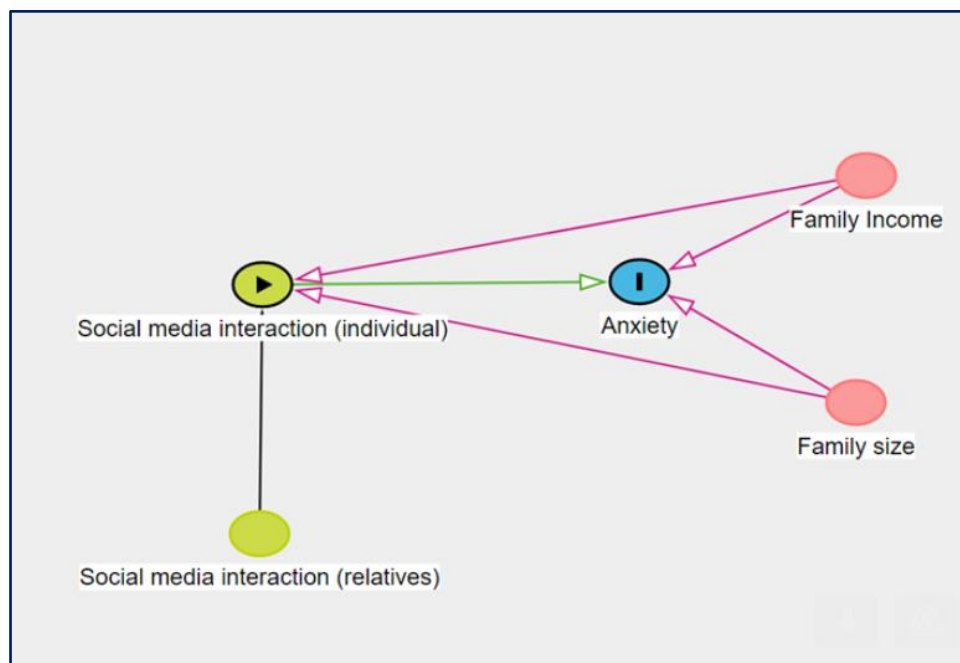 Family Income
Social media interaction (individual)
Anxiety
Family size
Social media interaction (relatives)